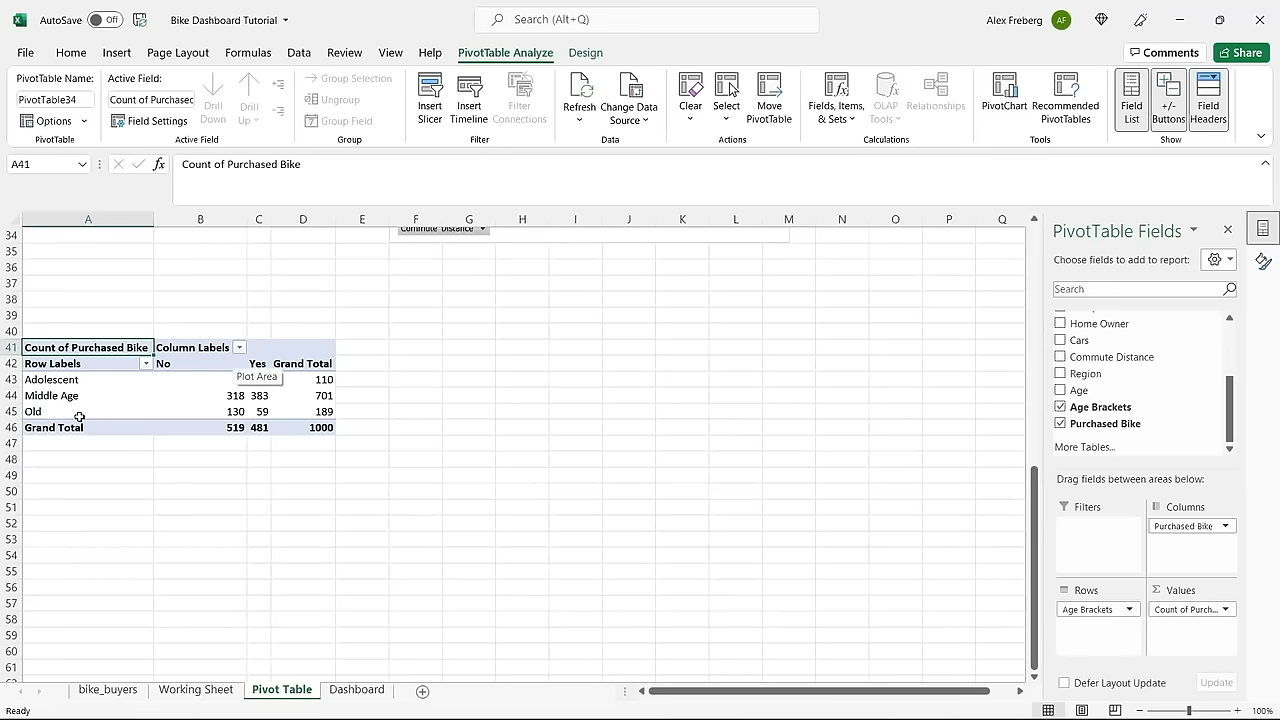 AutoSave Off Bike Dashboard Tutorial Search (Alt+Q) Alex Freberg AF
File Home Insert Page Layout Formulas Data Review View Help PivotTable Analyze Design Comments Share
PivotTable Name:
PivotTable34
Options
PivotTable
Active Field:
Count of Purchasec
Field Settings
Drill Down
Drill Up
Active Field
Group Selection
Ungroup
Group Field
Group
Insert Slicer
Insert Timeline
Filter Connections
Filter
Refresh
Change Data Source
Data
Clear
Select
Move PivotTable
Actions
Fields, Items, & Sets
OLAP Tools
Relationships
Calculations
PivotChart
Recommended PivotTables
Tools
Field List
+/- Buttons
Field Headers
Show
A41 fx Count of Purchased Bike
A B C D E F G H I J K L M N O P Q
34 Commute Distance
35
36
37
38
39
40
41 Count of Purchased Bike Column Labels
42 Row Labels No Yes Grand Total
Plot Area
43 Adolescent 110
44 Middle Age 318 383 701
45 Old 130 59 189
46 Grand Total 519 481 1000
47
48
49
50
51
52
53
54
55
56
57
58
59
60
61
PivotTable Fields
Choose fields to add to report:
Search
Home Owner
Cars
Commute Distance
Region
Age
Age Brackets
Purchased Bike
More Tables...
Drag fields between areas below:
Filters
Columns
Purchased Bike
Rows
Age Brackets
Σ Values
Count of Purch...
Defer Layout Update Update
bike_buyers Working Sheet Pivot Table Dashboard
Ready 100%